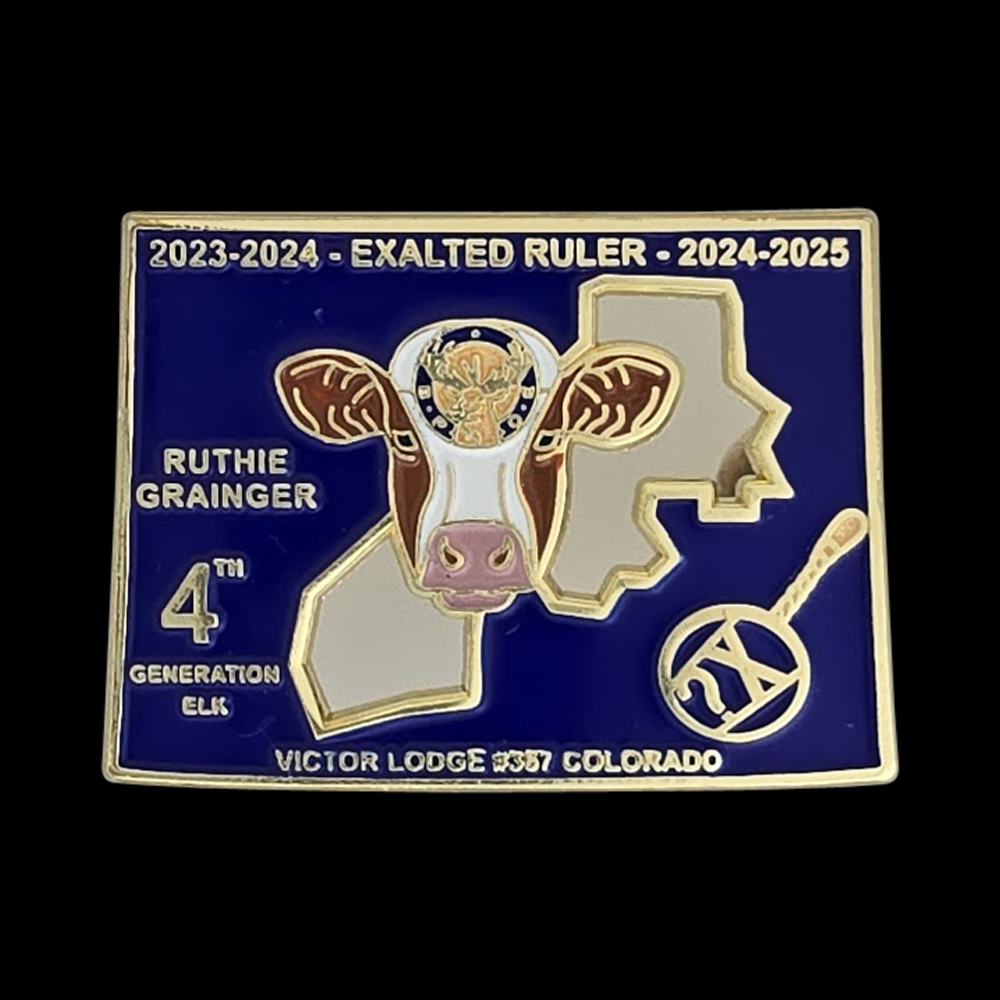 2023-2024 - EXALTED RULER - 2024-2025
RUTHIE
GRAINGER
4TH
GENERATION
ELK
VICTOR LODGE #367 COLORADO